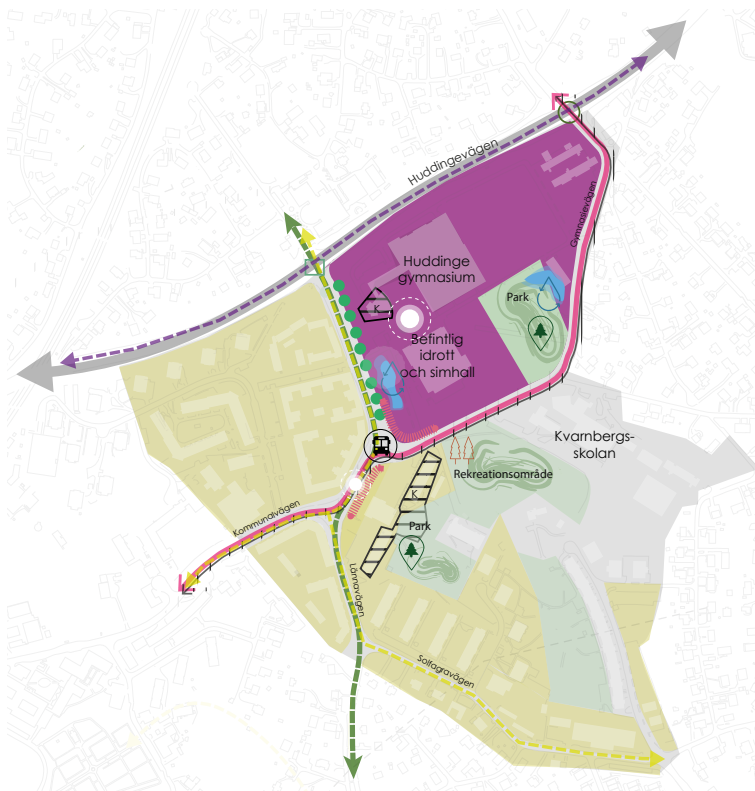 Huddingevägen
Gymnasievägen
Huddinge
gymnasium
Park
K
Befintlig
idrott
och simhall
Kvarnbergs-
skolan
Rekreationsområde
K
Park
Kommunalvägen
Lännavägen
Solfagravägen